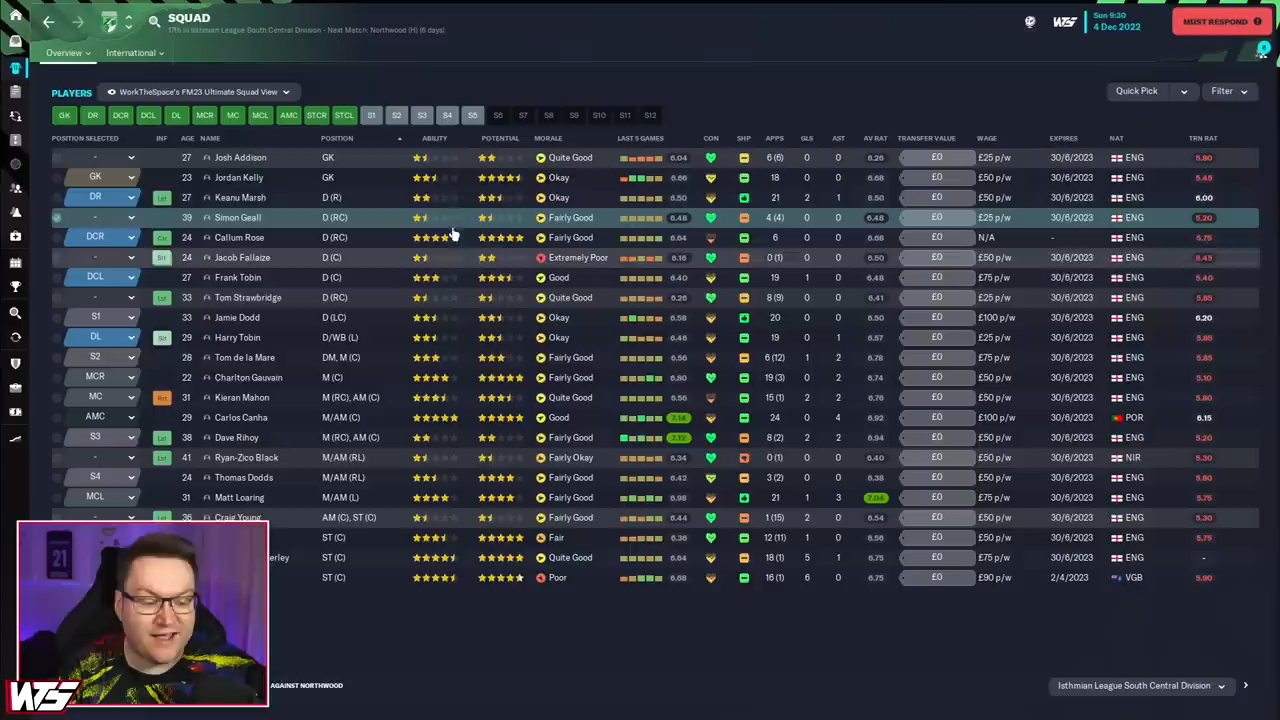 SQUAD
17th in Isthmian League South Central Division - Next Match: Northwood (H) (6 days)
WTS
Sun 9:30
4 Dec 2022
MUST RESPOND
Overview
International
PLAYERS
WorkTheSpace's FM23 Ultimate Squad View
Quick Pick
Filter
GK DR DCR DCL DL MCR MC MCL AMC STCR STCL S1 S2 S3 S4 S5 S6 S7 S8 S9 S10 S11 S12
POSITION SELECTED INF AGE NAME POSITION ABILITY POTENTIAL MORALE LAST 5 GAMES CON SHP APPS GLS AST AV RAT TRANSFER VALUE WAGE EXPIRES NAT TRN RAT
- 27 Josh Addison GK Quite Good 6.04 6 (6) 0 0 6.26 £0 £25 p/w 30/6/2023 ENG 5.80
GK 23 Jordan Kelly GK Okay 6.66 18 0 0 6.68 £0 £50 p/w 30/6/2023 ENG 5.45
DR Lst 27 Keanu Marsh D (R) Okay 6.50 21 2 1 6.50 £0 £50 p/w 30/6/2023 ENG 6.00
- 39 Simon Geall D (RC) Fairly Good 6.48 4 (4) 0 0 6.48 £0 £25 p/w 30/6/2023 ENG 5.20
DCR 24 Callum Rose D (RC) Fairly Good 6.64 6 0 0 6.68 £0 N/A - ENG 5.75
- 24 Jacob Fallaize D (C) Extremely Poor 6.16 0 (1) 0 0 6.50 £0 £50 p/w 30/6/2023 ENG 5.45
DCL 27 Frank Tobin D (C) Good 6.40 19 1 0 6.48 £0 £75 p/w 30/6/2023 ENG 5.40
- Lst 33 Tom Strawbridge D (RC) Quite Good 6.26 8 (9) 0 0 6.41 £0 £25 p/w 30/6/2023 ENG 5.85
S1 33 Jamie Dodd D (LC) Okay 6.58 20 0 0 6.50 £0 £100 p/w 30/6/2023 ENG 6.20
DL 29 Harry Tobin D/WB (L) Okay 6.46 19 0 1 6.57 £0 £25 p/w 30/6/2023 ENG 5.85
S2 28 Tom de la Mare DM, M (C) Fairly Good 6.56 6 (12) 1 2 6.78 £0 £75 p/w 30/6/2023 ENG 5.65
MCR 22 Charlton Gauvain M (C) Fairly Good 6.80 19 (3) 0 2 6.74 £0 £50 p/w 30/6/2023 ENG 5.10
MC Rst 31 Kieran Mahon M (RC), AM (C) Quite Good 6.56 15 (1) 2 2 6.76 £0 £50 p/w 30/6/2023 ENG 5.80
AMC 29 Carlos Canha M/AM (C) Good 7.14 24 0 4 6.92 £0 £100 p/w 30/6/2023 POR 6.15
S3 Lst 38 Dave Rihoy M (RC), AM (C) Fairly Good 7.12 8 (2) 2 2 6.94 £0 £50 p/w 30/6/2023 ENG 5.20
- Lst 41 Ryan-Zico Black M/AM (RL) Fairly Okay 6.34 0 (1) 0 0 6.40 £0 £50 p/w 30/6/2023 NIR 5.30
S4 24 Thomas Dodds M/AM (RL) Fairly Good 6.42 3 (2) 0 0 6.38 £0 £50 p/w 30/6/2023 ENG 5.75
MCL 31 Matt Loaring M/AM (L) Fairly Good 6.98 21 1 3 7.04 £0 £75 p/w 30/6/2023 ENG 5.75
- Lst 36 Craig Young AM (C), ST (C) Fairly Good 6.44 1 (15) 2 0 6.54 £0 £50 p/w 30/6/2023 ENG 5.30
ST (C) Fair 6.36 12 (11) 1 0 6.56 £0 £50 p/w 30/6/2023 ENG 5.75
erley ST (C) Quite Good 6.64 18 (1) 5 1 6.75 £0 £75 p/w 30/6/2023 ENG -
ST (C) Poor 6.68 16 (1) 6 0 6.75 £0 £90 p/w 2/4/2023 VGB 5.90
21
WTS
AGAINST NORTHWOOD
Isthmian League South Central Division